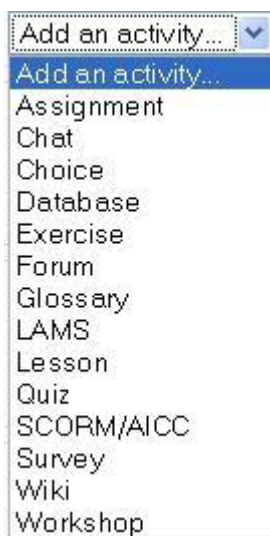 Add an activity...
Add an activity...
Assignment
Chat
Choice
Database
Exercise
Forum
Glossary
LAMS
Lesson
Quiz
SCORM/AICC
Survey
Wiki
Workshop